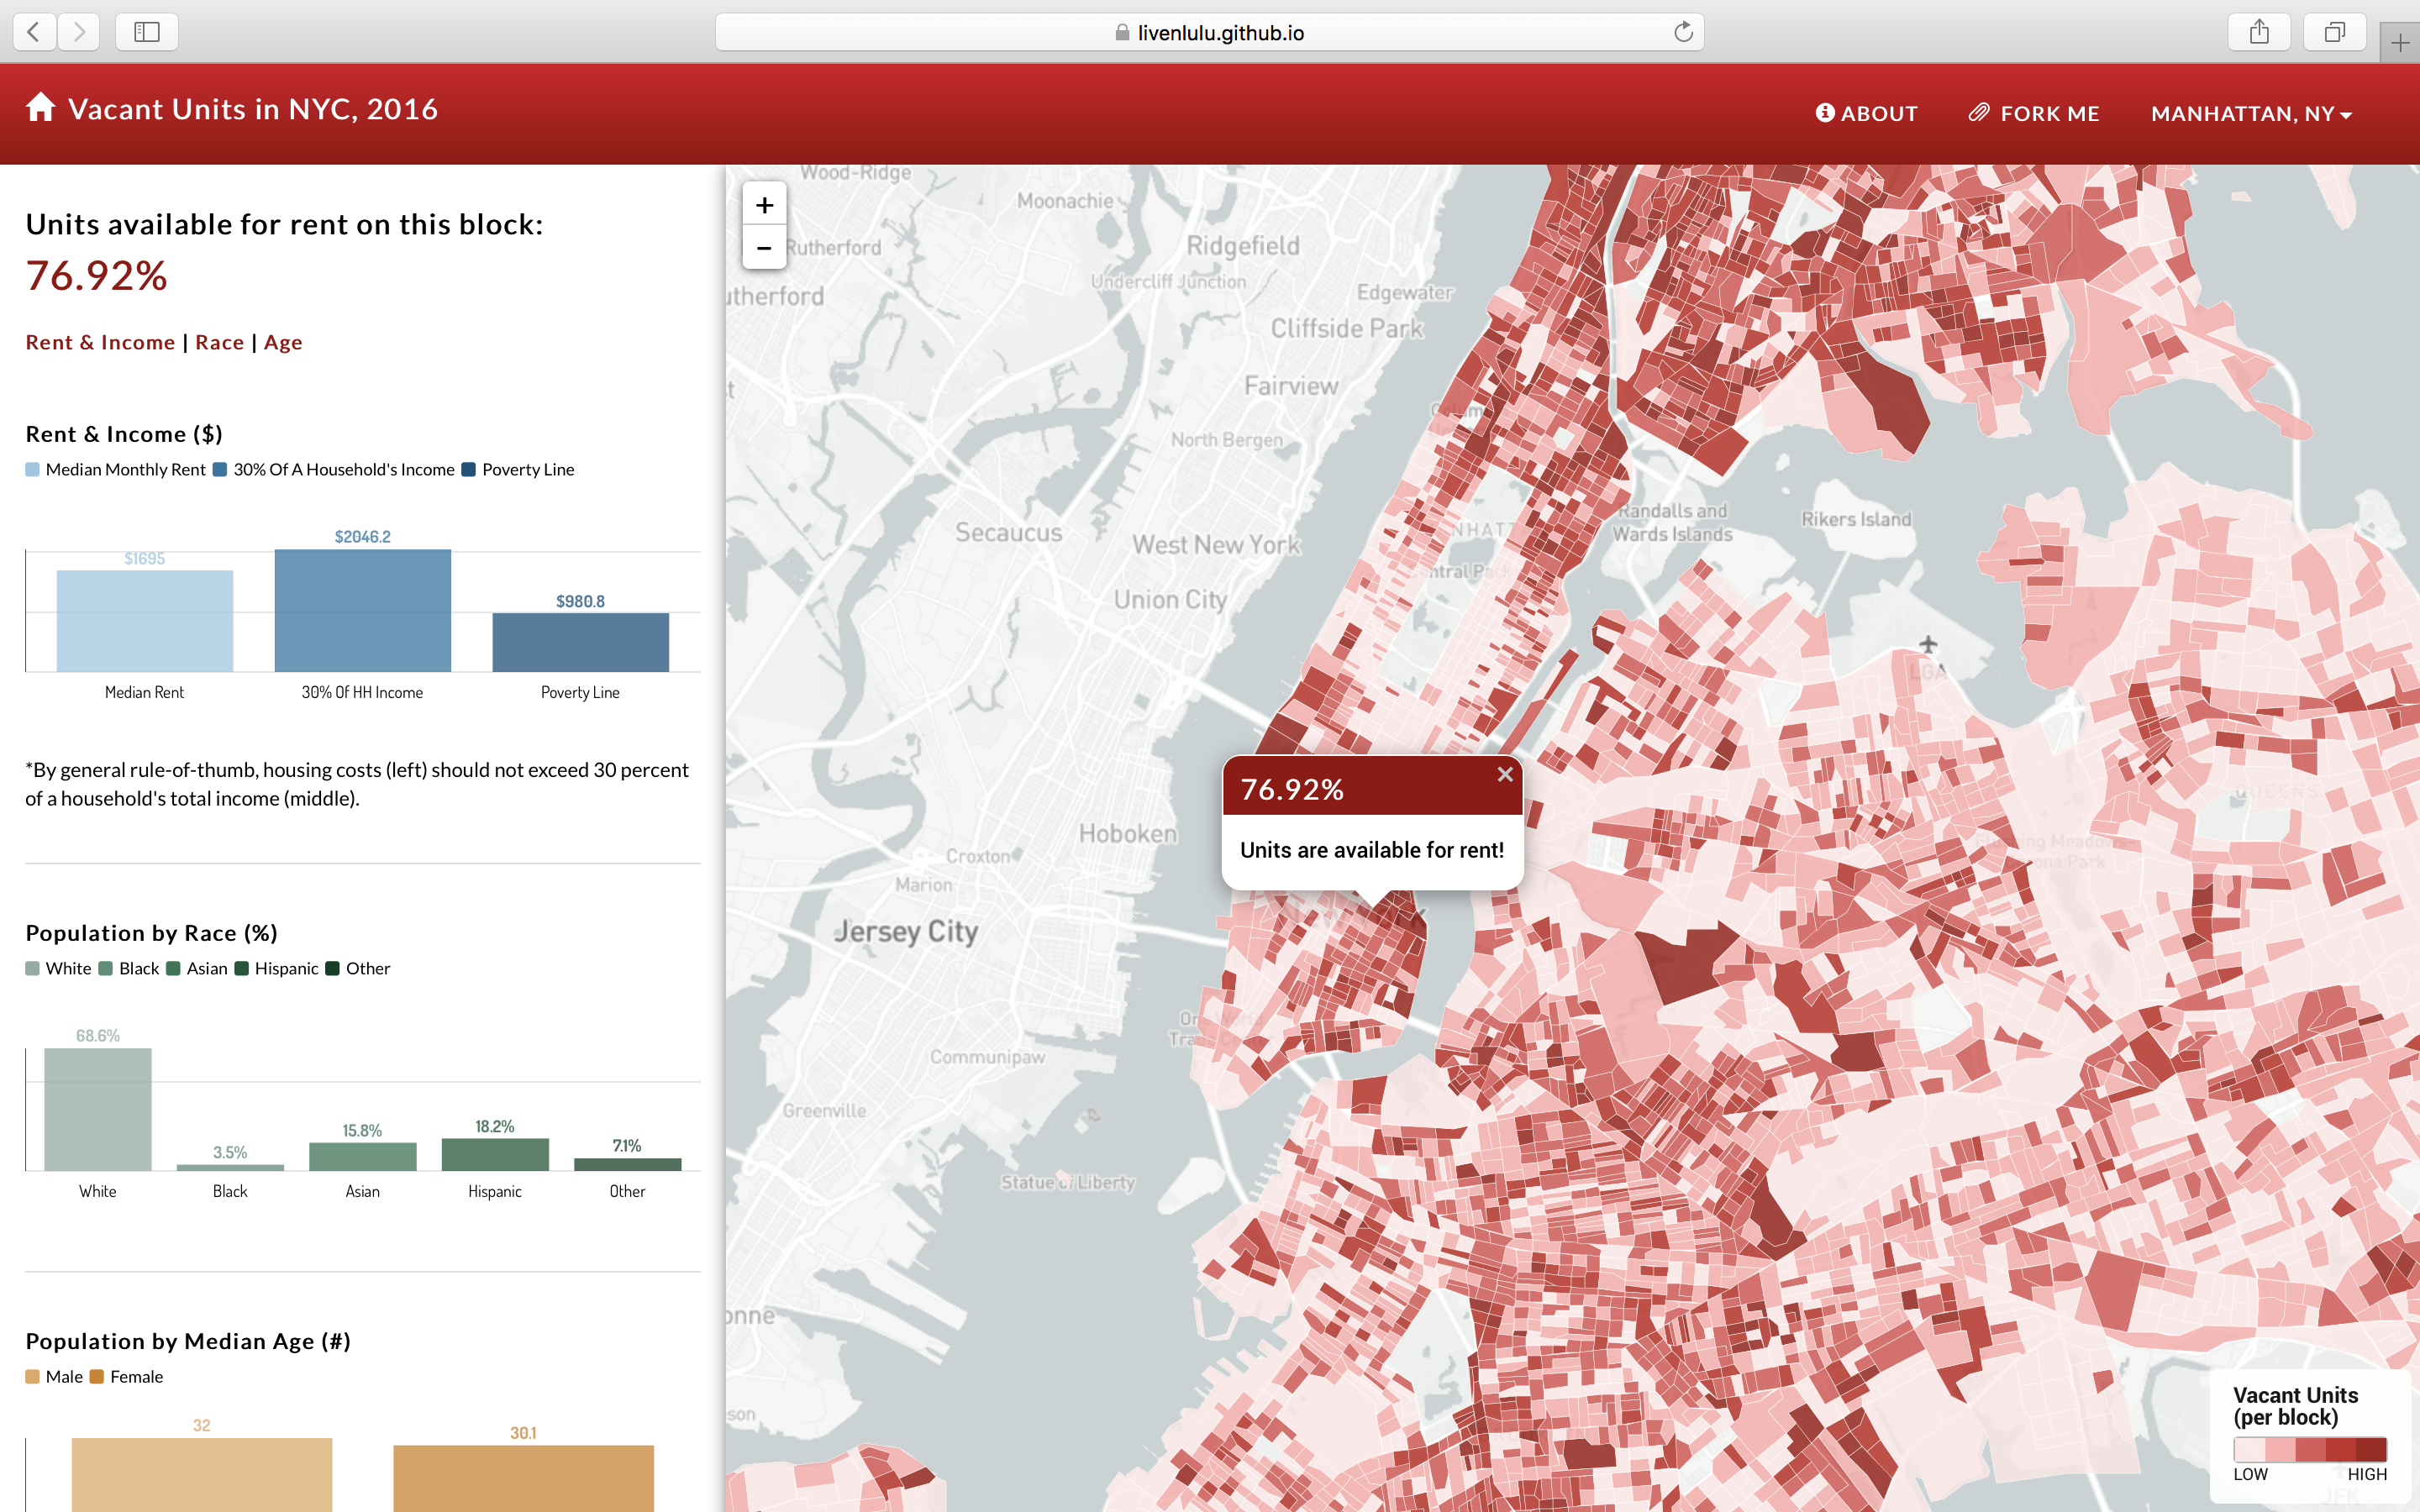 livenlulu.github.io
Vacant Units in NYC, 2016
ABOUT
FORK ME
MANHATTAN, NY
Units available for rent on this block:
76.92%
Rent & Income | Race | Age
Rent & Income ($)
Median Monthly Rent 30% Of A Household's Income Poverty Line
$1695
$2046.2
$980.8
Median Rent
30% Of HH Income
Poverty Line
*By general rule-of-thumb, housing costs (left) should not exceed 30 percent
of a household's total income (middle).
Population by Race (%)
White Black Asian Hispanic Other
68.6%
3.5%
15.8%
18.2%
7.1%
White
Black
Asian
Hispanic
Other
Population by Median Age (#)
Male Female
32
30.1
+
−
Wood-Ridge
Moonachie
Rutherford
Ridgefield
Undercliff Junction
utherford
Edgewater
Cliffside Park
Fairview
North Bergen
Secaucus
West New York
Union City
Randalls and
Wards Islands
Rikers Island
LGA
76.92%
Units are available for rent!
Hoboken
Croxton
Marion
Jersey City
QUEENS
Communipaw
Greenville
Statue of Liberty
onne
son
Vacant Units
(per block)
LOW
HIGH
JFK